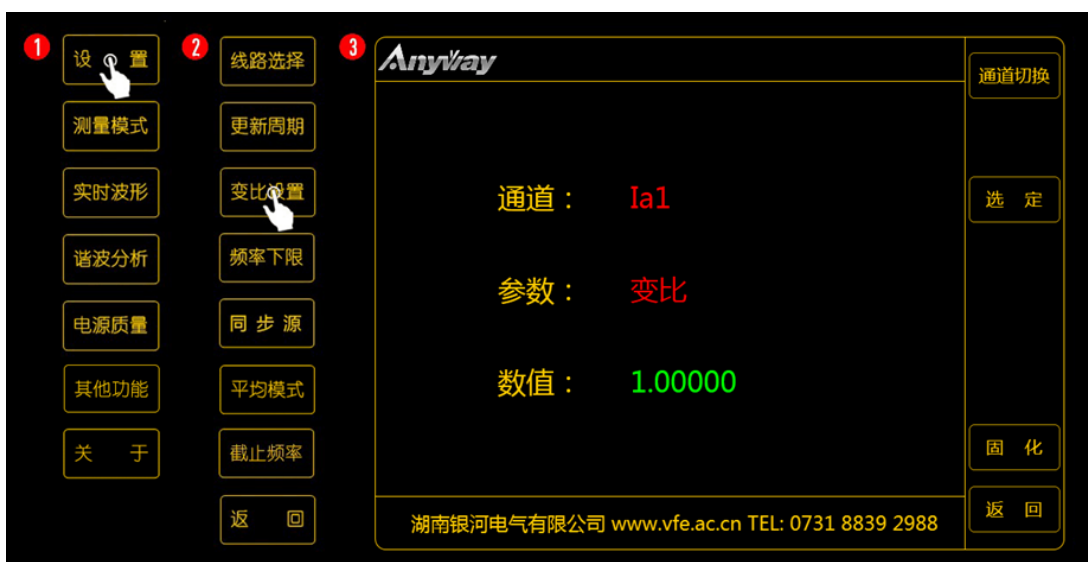 1
设 置
测量模式
实时波形
谐波分析
电源质量
其他功能
关 于
2
线路选择
更新周期
变比设置
频率下限
同 步 源
平均模式
截止频率
返 回
3
AnyWay
通道： Ia1
参数： 变比
数值： 1.00000
湖南银河电气有限公司 www.vfe.ac.cn TEL: 0731 8839 2988
通道切换
选 定
固 化
返 回